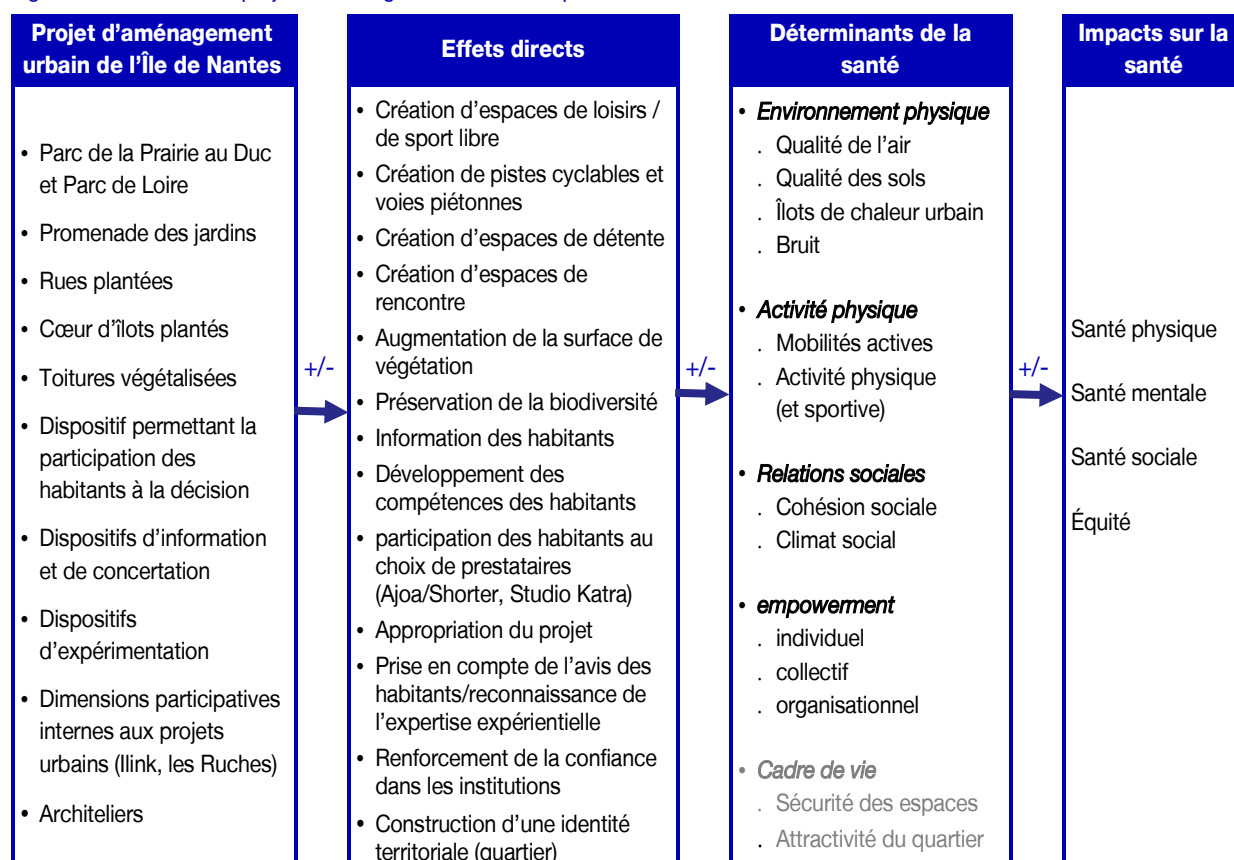 Projet d'aménagement
urbain de l'Île de Nantes
• Parc de la Prairie au Duc
et Parc de Loire
• Promenade des jardins
• Rues plantées
• Cœur d'îlots plantés
• Toitures végétalisées
• Dispositif permettant la
participation des
habitants à la décision
• Dispositifs d'information
et de concertation
• Dispositifs
d'expérimentation
• Dimensions participatives
internes aux projets
urbains (Ilink, les Ruches)
• Architeliers
+/-
Effets directs
• Création d'espaces de loisirs /
de sport libre
• Création de pistes cyclables et
voies piétonnes
• Création d'espaces de détente
• Création d'espaces de
rencontre
• Augmentation de la surface de
végétation
• Préservation de la biodiversité
• Information des habitants
• Développement des
compétences des habitants
• participation des habitants au
choix de prestataires
(Ajoa/Shorter, Studio Katra)
• Appropriation du projet
• Prise en compte de l'avis des
habitants/reconnaissance de
l'expertise expérientielle
• Renforcement de la confiance
dans les institutions
• Construction d'une identité
territoriale (quartier)
+/-
Déterminants de la
santé
• Environnement physique
. Qualité de l'air
. Qualité des sols
. Îlots de chaleur urbain
. Bruit
• Activité physique
. Mobilités actives
. Activité physique
(et sportive)
• Relations sociales
. Cohésion sociale
. Climat social
• empowerment
. individuel
. collectif
. organisationnel
• Cadre de vie
. Sécurité des espaces
. Attractivité du quartier
+/-
Impacts sur la
santé
Santé physique
Santé mentale
Santé sociale
Équité